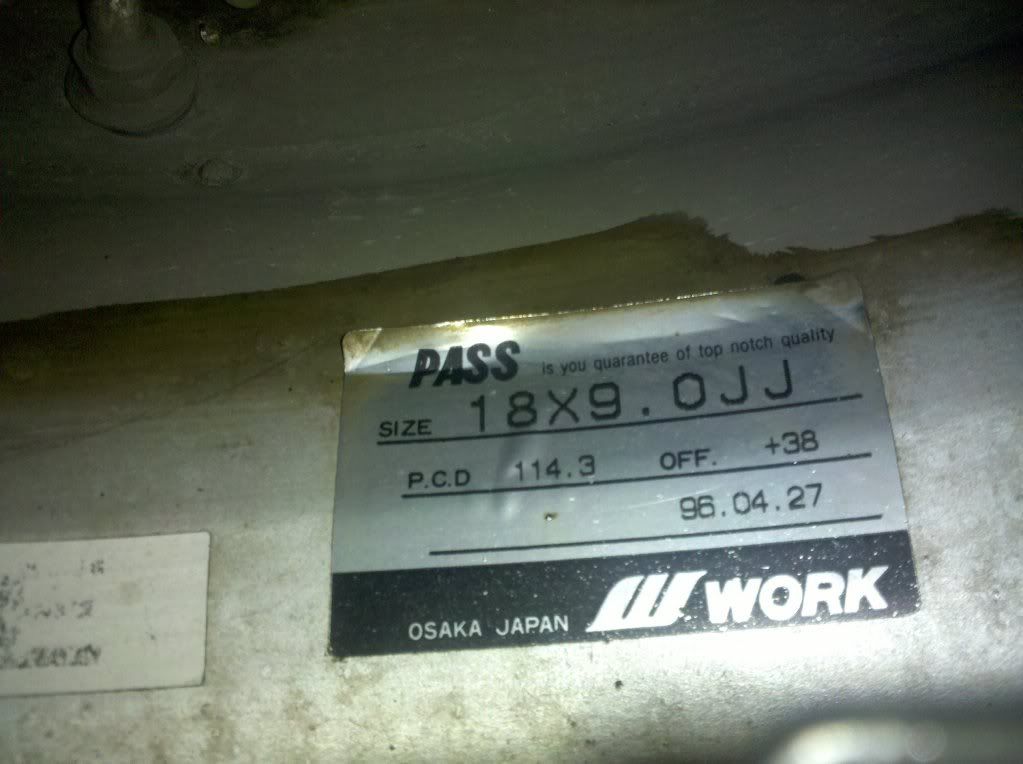 PASS is you quarantee of top notch quality
SIZE 18X9.0JJ
P.C.D 114.3 OFF. +38
96.04.27
OSAKA JAPAN WORK